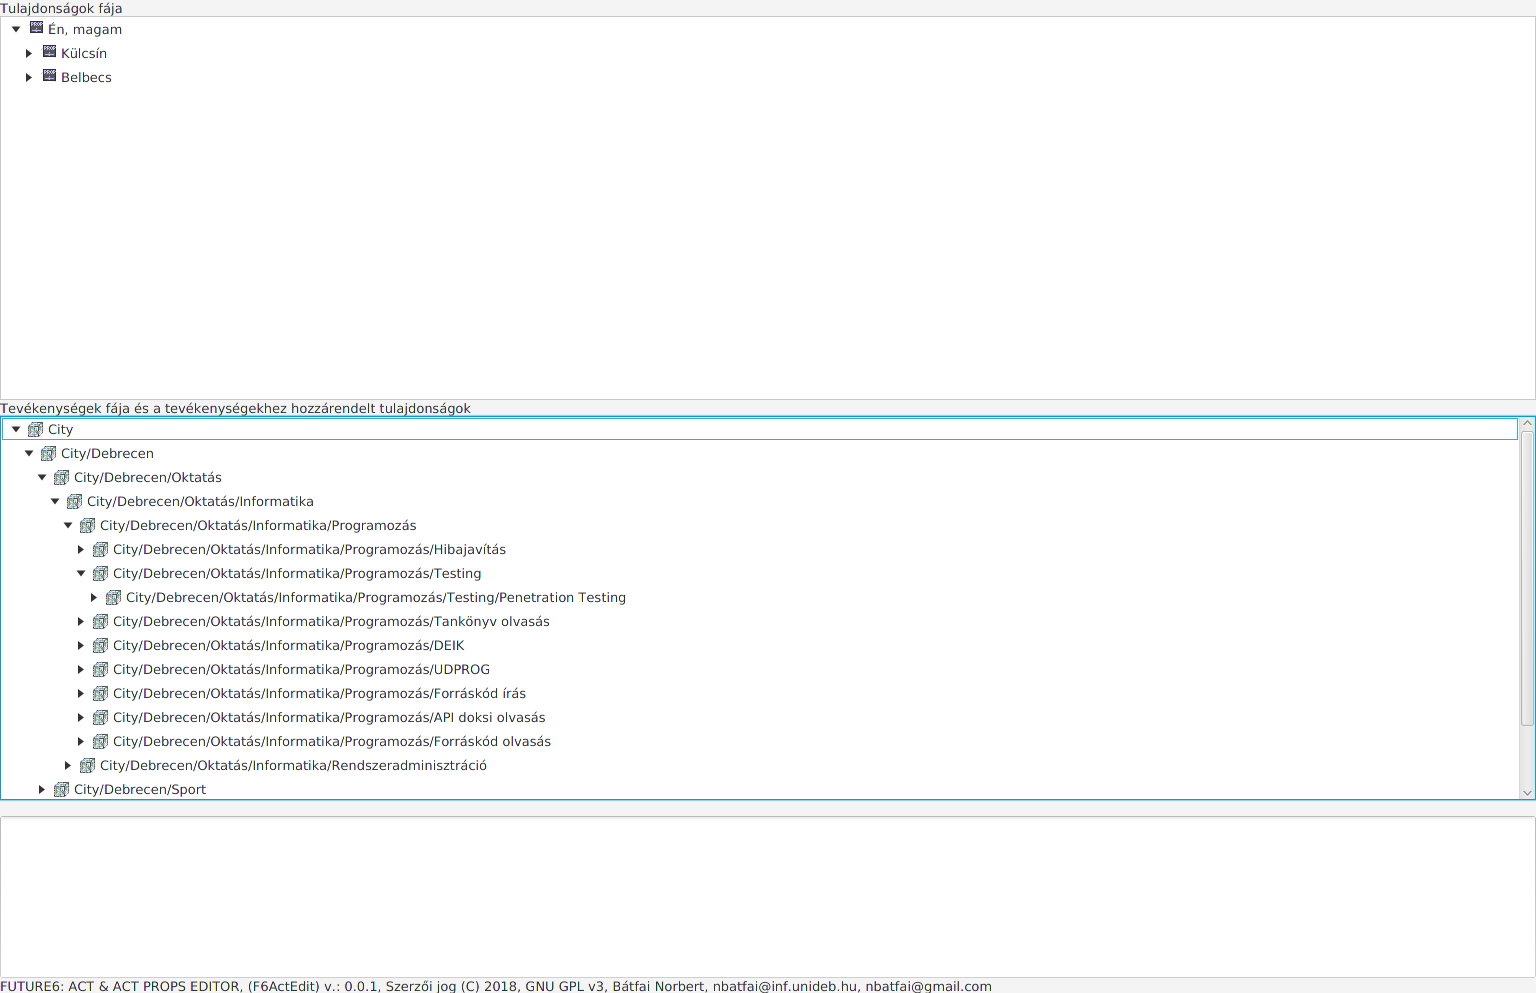 Tulajdonságok fája
Én, magam
Külcsín
Belbecs
Tevékenységek fája és a tevékenységekhez hozzárendelt tulajdonságok
City
City/Debrecen
City/Debrecen/Oktatás
City/Debrecen/Oktatás/Informatika
City/Debrecen/Oktatás/Informatika/Programozás
City/Debrecen/Oktatás/Informatika/Programozás/Hibajavítás
City/Debrecen/Oktatás/Informatika/Programozás/Testing
City/Debrecen/Oktatás/Informatika/Programozás/Testing/Penetration Testing
City/Debrecen/Oktatás/Informatika/Programozás/Tankönyv olvasás
City/Debrecen/Oktatás/Informatika/Programozás/DEIK
City/Debrecen/Oktatás/Informatika/Programozás/UDPROG
City/Debrecen/Oktatás/Informatika/Programozás/Forráskód írás
City/Debrecen/Oktatás/Informatika/Programozás/API doksi olvasás
City/Debrecen/Oktatás/Informatika/Programozás/Forráskód olvasás
City/Debrecen/Oktatás/Informatika/Rendszeradminisztráció
City/Debrecen/Sport
FUTURE6: ACT & ACT PROPS EDITOR, (F6ActEdit) v.: 0.0.1, Szerzői jog (C) 2018, GNU GPL v3, Bátfai Norbert, nbatfai@inf.unideb.hu, nbatfai@gmail.com